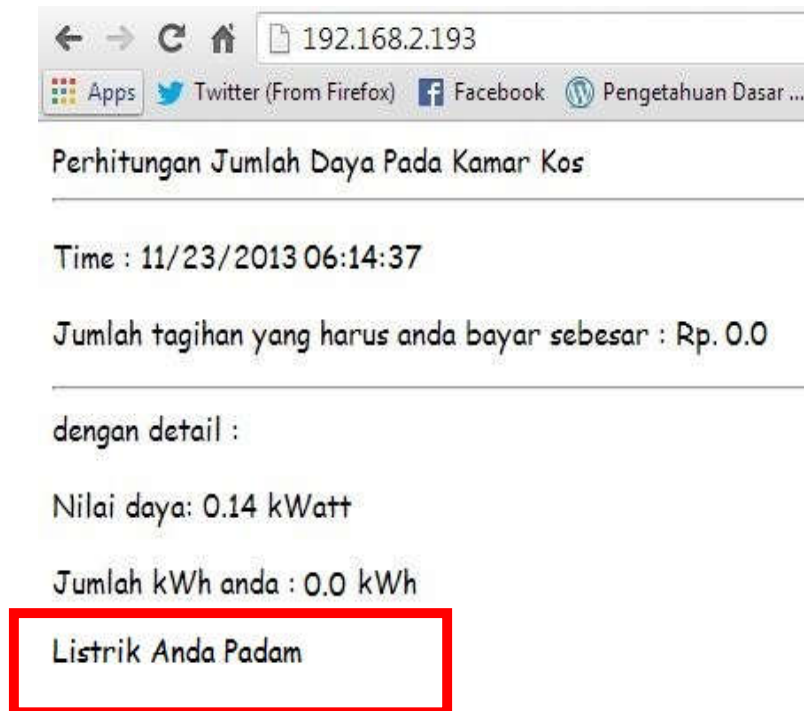 192.168.2.193
Apps Twitter (From Firefox) Facebook Pengetahuan Dasar ...
Perhitungan Jumlah Daya Pada Kamar Kos
Time : 11/23/2013 06:14:37
Jumlah tagihan yang harus anda bayar sebesar : Rp. 0.0
dengan detail :
Nilai daya: 0.14 kWatt
Jumlah kWh anda : 0.0 kWh
Listrik Anda Padam